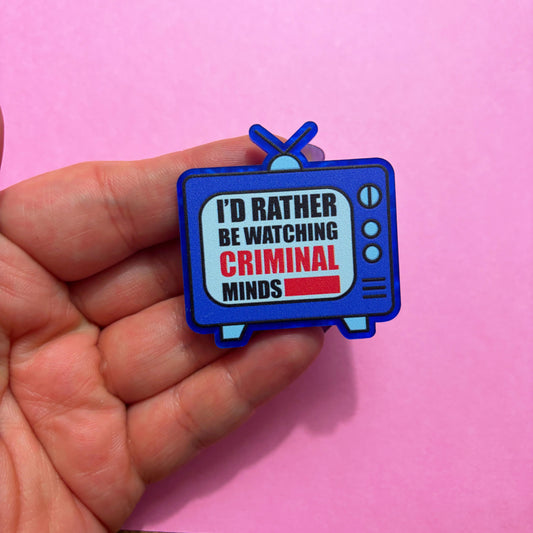 I'D RATHER
BE WATCHING
CRIMINAL
MINDS